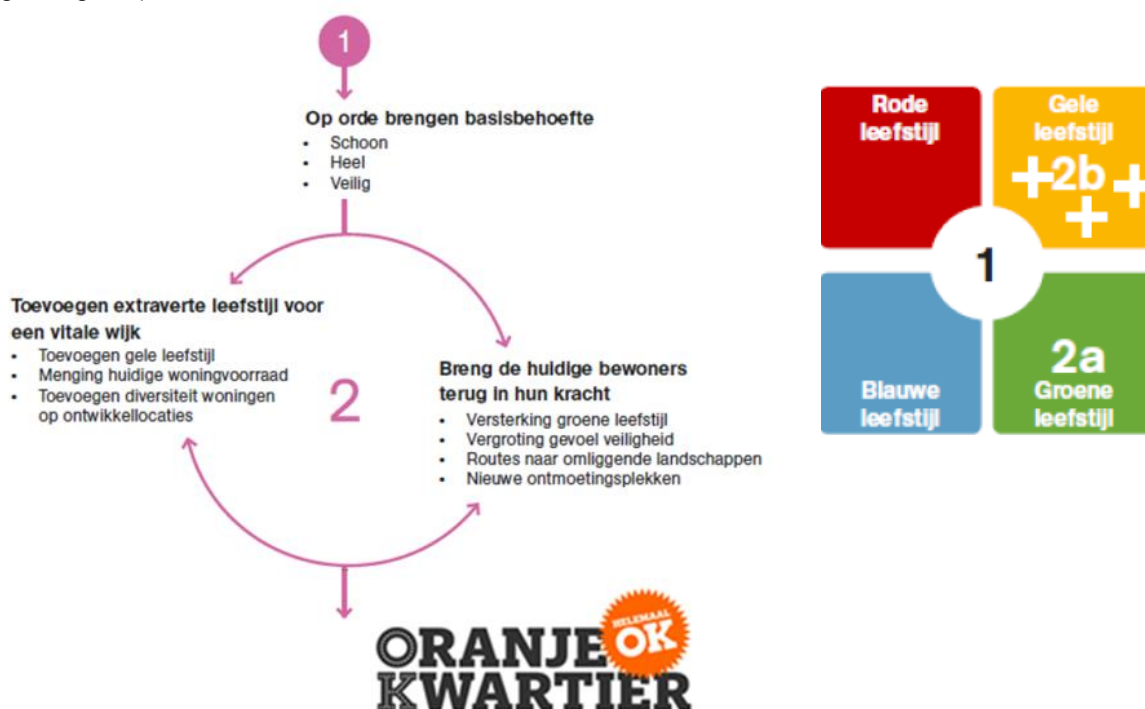 1
Op orde brengen basisbehoefte
• Schoon
• Heel
• Veilig
Toevoegen extraverte leefstijl voor
een vitale wijk
• Toevoegen gele leefstijl
• Menging huidige woningvoorraad
• Toevoegen diversiteit woningen
op ontwikkellocaties
2
Breng de huidige bewoners
terug in hun kracht
• Versterking groene leefstijl
• Vergroting gevoel veiligheid
• Routes naar omliggende landschappen
• Nieuwe ontmoetingsplekken
HELEMAAL
OK
ORANJE
KWARTIER
Rode
leefstijl
Gele
leefstijl
+2b+
+
1
Blauwe
leefstijl
2a
Groene
leefstijl